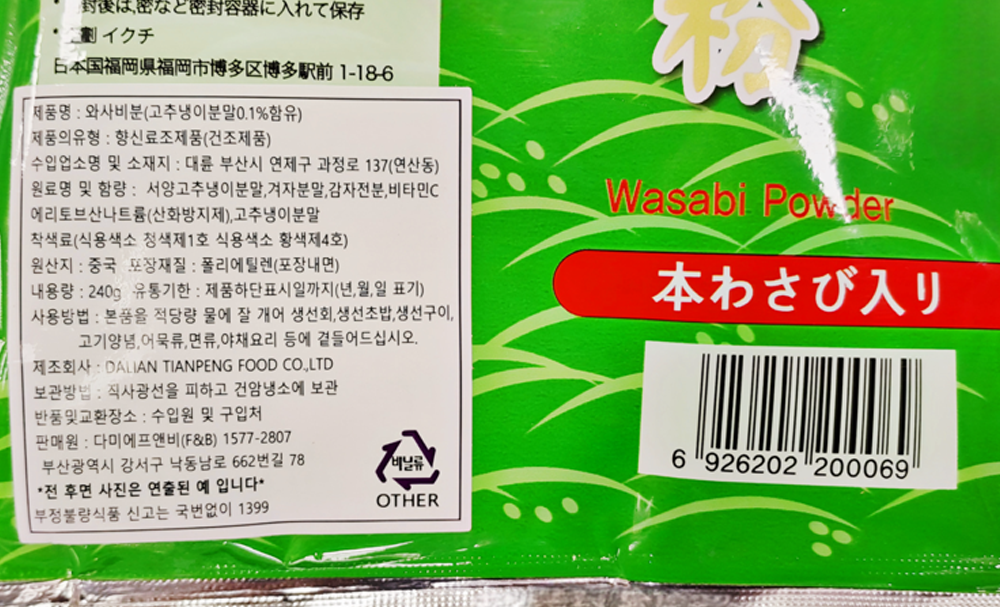 封後は,密など密封容器に入れて保存
イクチ
日本国福岡県福岡市博多区博多駅前 1-18-6
粉
제품명 : 와사비분(고추냉이분말0.1%함유)
제품의유형 : 향신료조제품(건조제품)
수입업소명 및 소재지 : 대륜 부산시 연제구 과정로 137(연산동)
원료명 및 함량 : 서양고추냉이분말,겨자분말,감자전분,비타민C
에리토브산나트륨(산화방지제),고추냉이분말
착색료(식용색소 청색제1호 식용색소 황색제4호)
원산지 : 중국 포장재질 : 폴리에틸렌(포장내면)
내용량 : 240g 유통기한 : 제품하단표시일까지(년,월,일 표기)
사용방법 : 본품을 적당량 물에 잘 개어 생선회,생선초밥,생선구이,
고기양념,어묵류,면류,야채요리 등에 곁들어드십시오.
제조회사 : DALIAN TIANPENG FOOD CO.,LTD
보관방법 : 직사광선을 피하고 건암냉소에 보관
반품및교환장소 : 수입원 및 구입처
판매원 : 다미에프앤비(F&B) 1577-2807
부산광역시 강서구 낙동남로 662번길 78
*전 후면 사진은 연출된 예 입니다*
부정불량식품 신고는 국번없이 1399
비닐류
OTHER
Wasabi Powder
本わさび入り
6 926202 200069